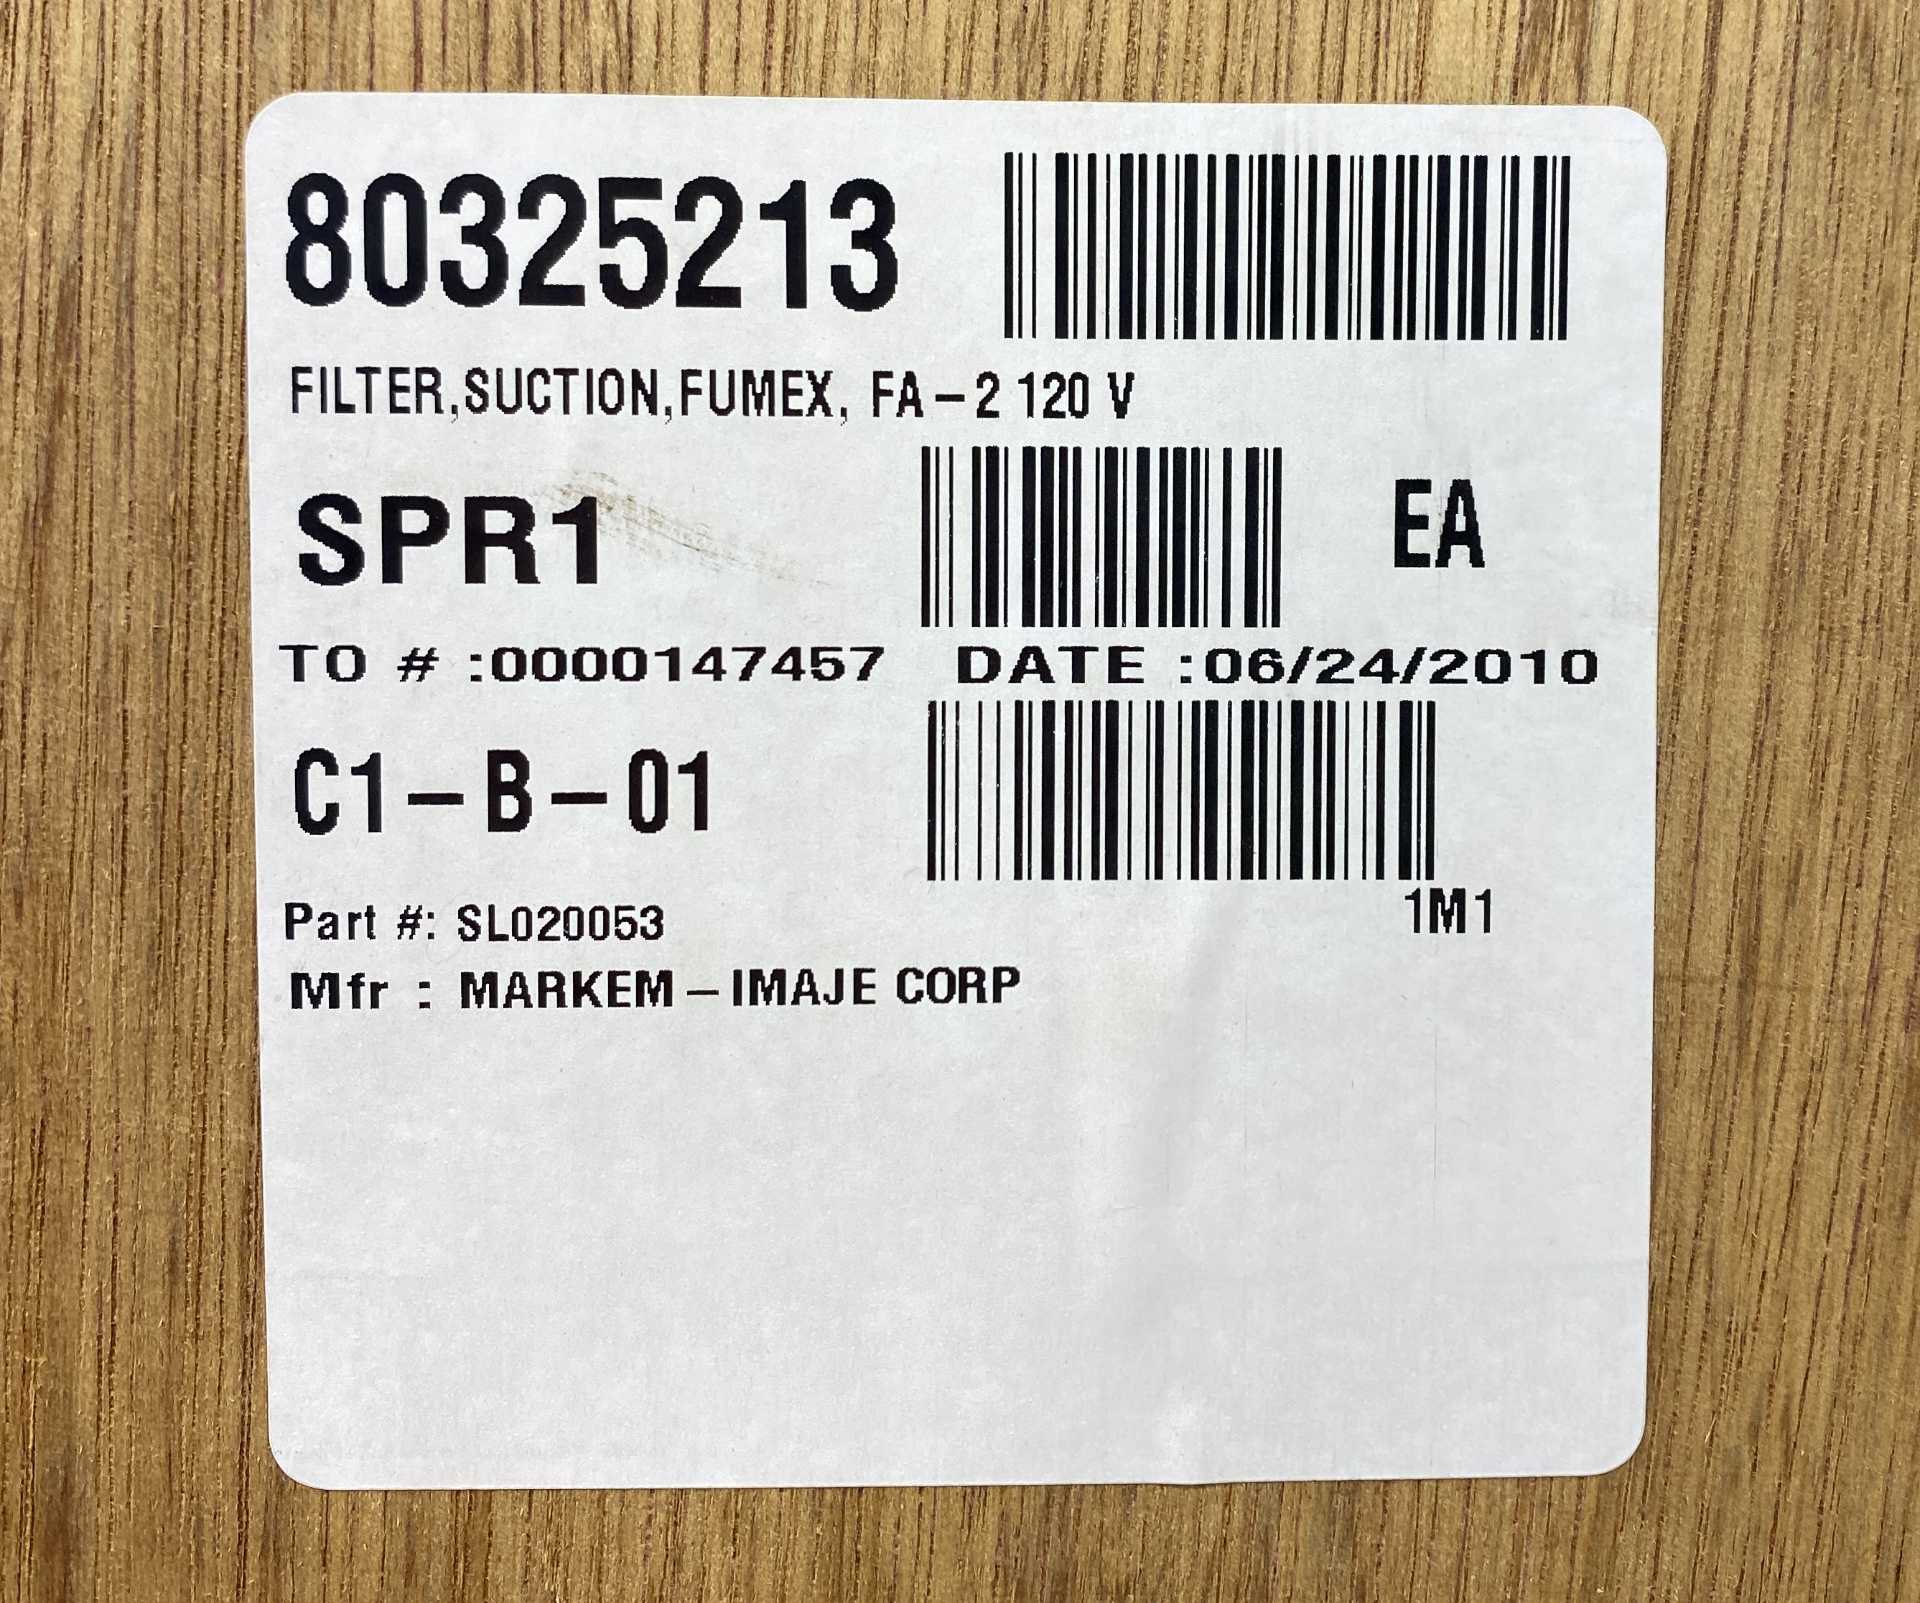 80325213
FILTER,SUCTION,FUMEX, FA-2 120 V
SPR1 EA
TO # :0000147457 DATE :06/24/2010
C1-B-01
1M1
Part #: SL020053
Mfr : MARKEM-IMAJE CORP